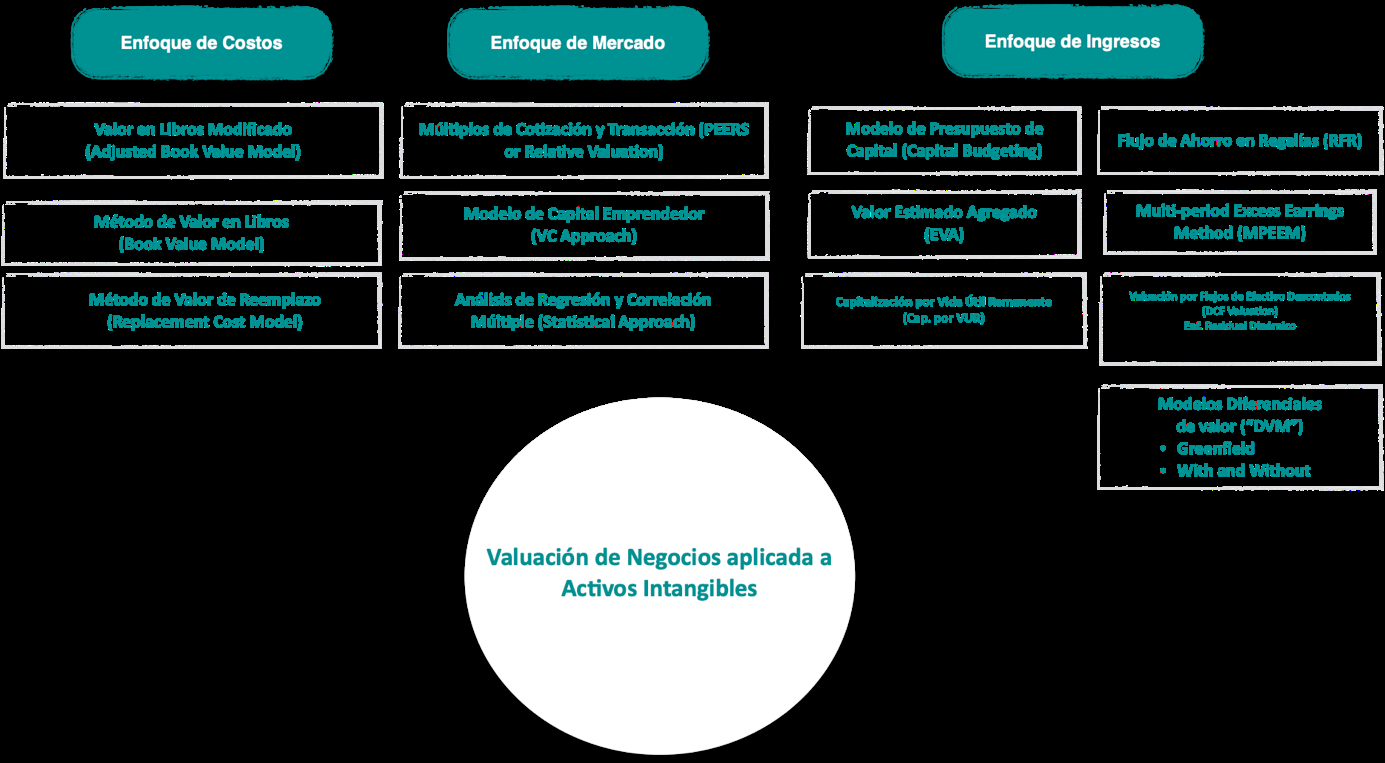 Enfoque de Costos
Enfoque de Mercado
Enfoque de Ingresos
Valor en Libros Modificado
(Adjusted Book Value Model)
Método de Valor en Libros
(Book Value Model)
Método de Valor de Reemplazo
(Replacement Cost Model)
Múltiplos de Cotización y Transacción (PEERS
or Relative Valuation)
Modelo de Capital Emprendedor
(VC Approach)
Análisis de Regresión y Correlación
Múltiple (Statistical Approach)
Modelo de Presupuesto de
Capital (Capital Budgeting)
Valor Estimado Agregado
(EVA)
Capitalización por Vida Útil Remanente
(Cap. por VUR)
Flujo de Ahorro en Regalías (RFR)
Multi-period Excess Earrings
Method (MPEEM)
Valuación por Flujos de Efectivo Descontados
(DCF Valuation)
Enf. Residual Dinámico
Modelos Diferenciales
de valor ("DVM")
• Greenfield
• With and Without
Valuación de Negocios aplicada a
Activos Intangibles